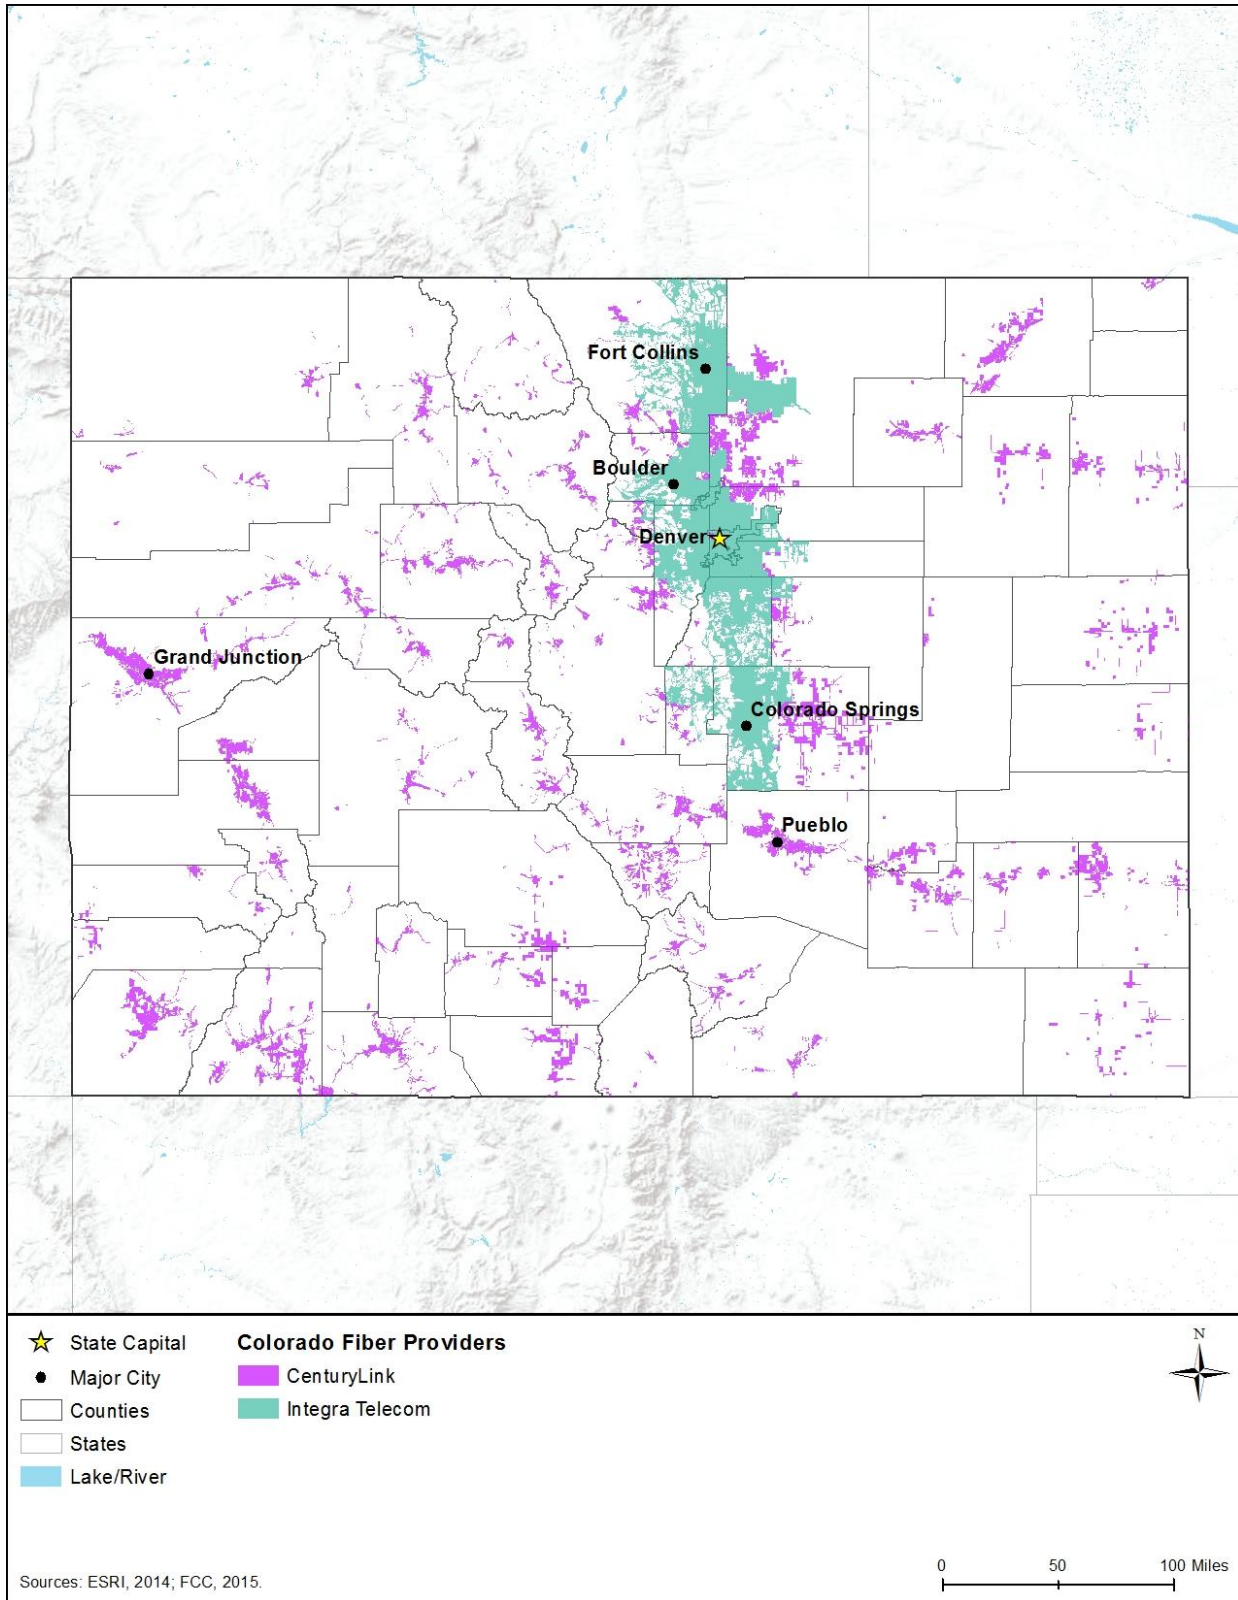 Fort Collins
Boulder
Denver
Grand Junction
Colorado Springs
Pueblo
State Capital
Major City
Counties
States
Lake/River
Colorado Fiber Providers
CenturyLink
Integra Telecom
N
Sources: ESRI, 2014; FCC, 2015.
0 50 100 Miles